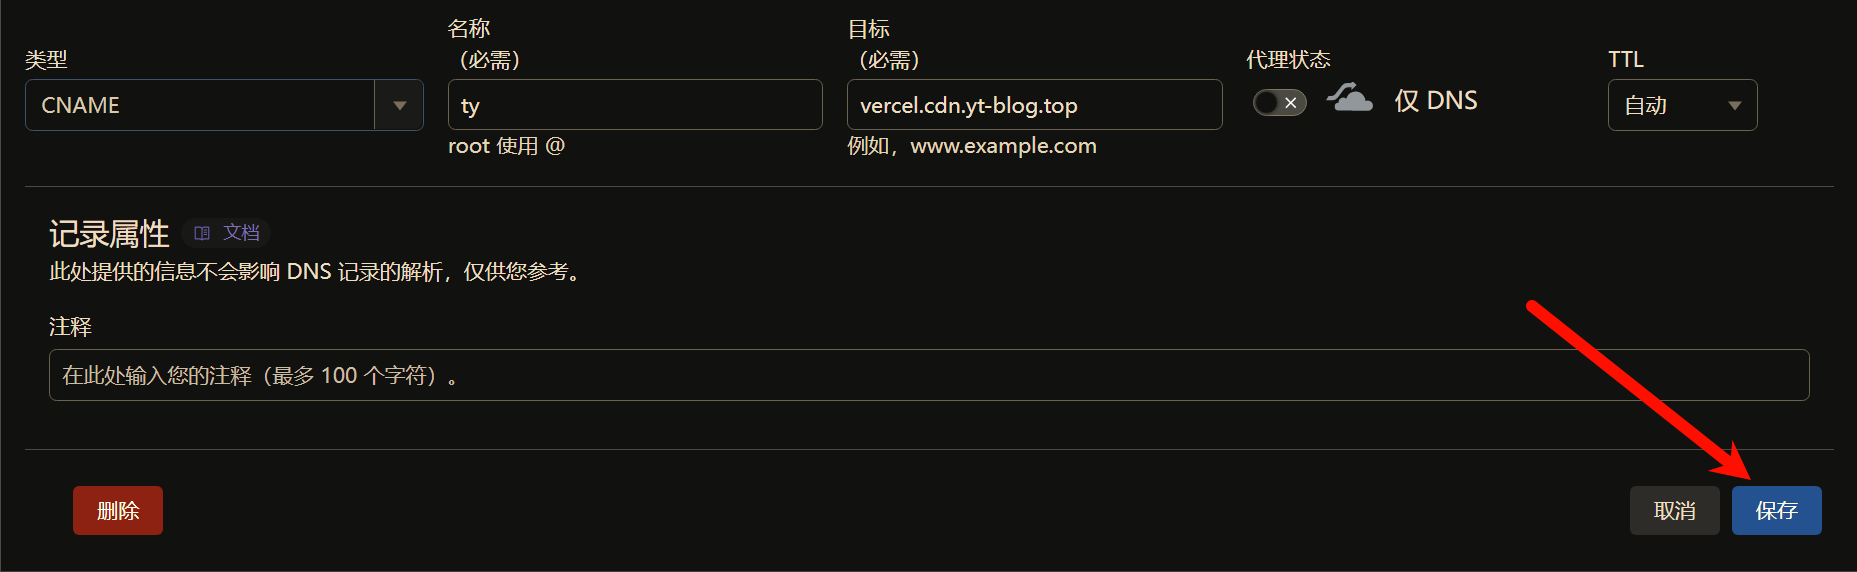 类型
CNAME
名称
（必需）
ty
root 使用 @
目标
（必需）
vercel.cdn.yt-blog.top
例如，www.example.com
代理状态
仅 DNS
TTL
自动
记录属性 文档
此处提供的信息不会影响 DNS 记录的解析，仅供您参考。
注释
在此处输入您的注释（最多 100 个字符）。
删除
取消
保存